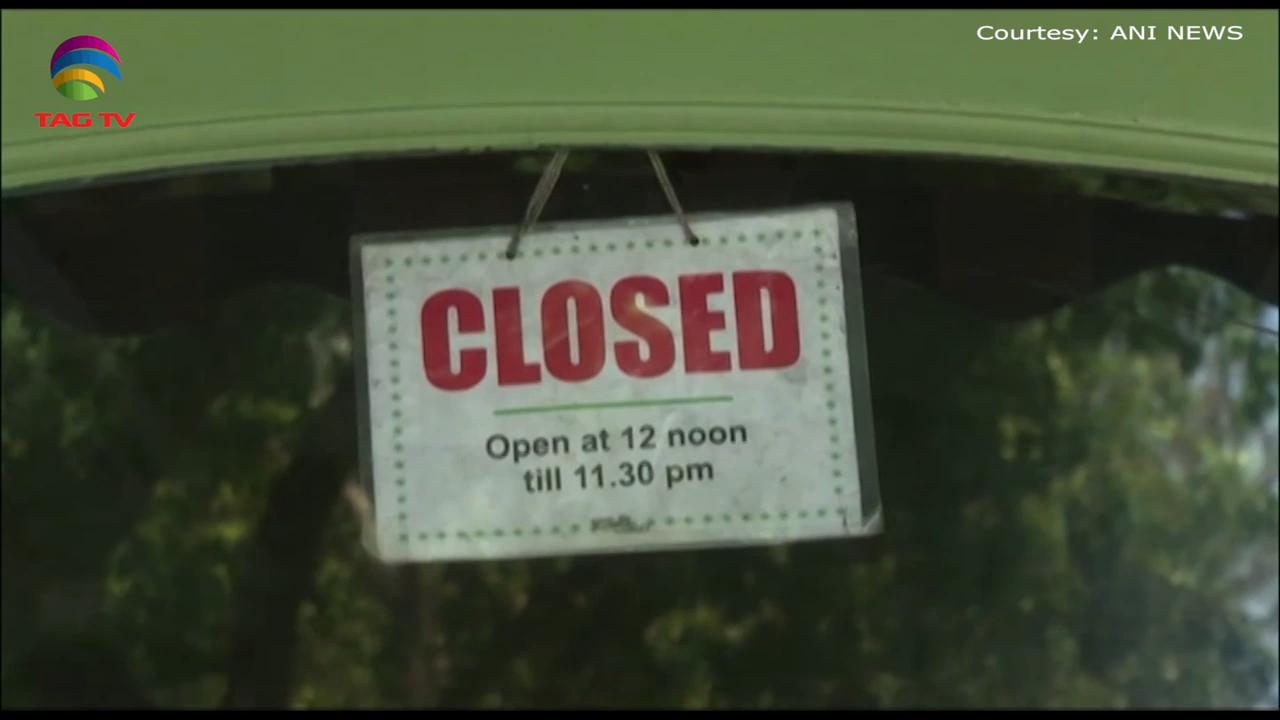 Courtesy: ANI NEWS
TAG TV
CLOSED
Open at 12 noon
till 11.30 pm